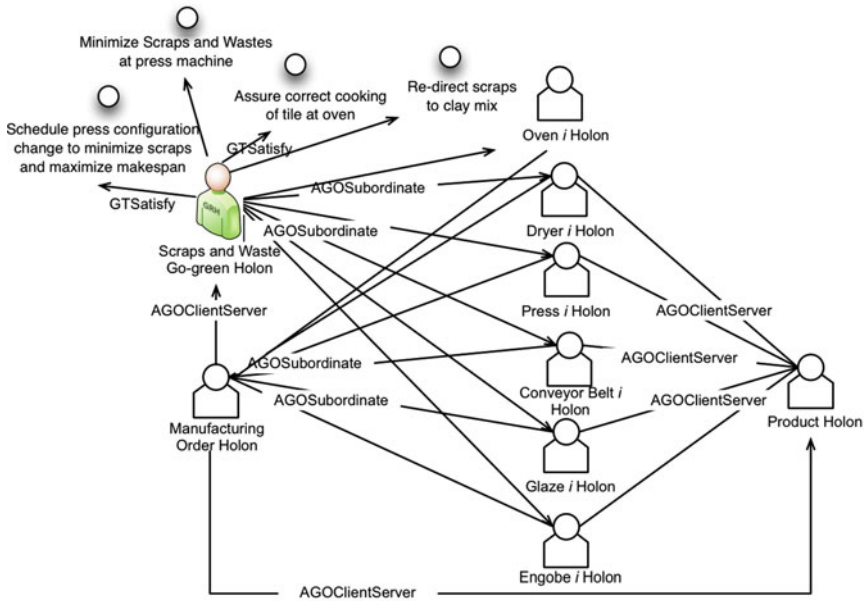 Minimize Scraps and Wastes
at press machine
Assure correct cooking
of tile at oven
Re-direct scraps
to clay mix
Schedule press configuration
change to minimize scraps
and maximize makespan
GTSatisfy
GTSatisfy
GRH
Scraps and Waste
Go-green Holon
AGOSubordinate
AGOSubordinate
Oven i Holon
Dryer i Holon
Press i Holon
AGOClientServer
AGOClientServer
AGOClientServer
AGOSubordinate
AGOSubordinate
Conveyor Belt i
Holon
AGOClientServer
Manufacturing
Order Holon
Product Holon
Glaze i Holon
Engobe i Holon
AGOClientServer